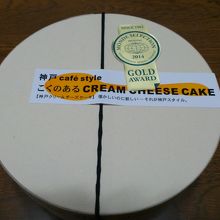 MONDE SELECTION
2014
GOLD
AWARD
神戸 café style
こくのある CREAM CHEESE CAKE
【神戸クリームチーズケーキ】 懐かしいのに新しい…それが神戸スタイル。